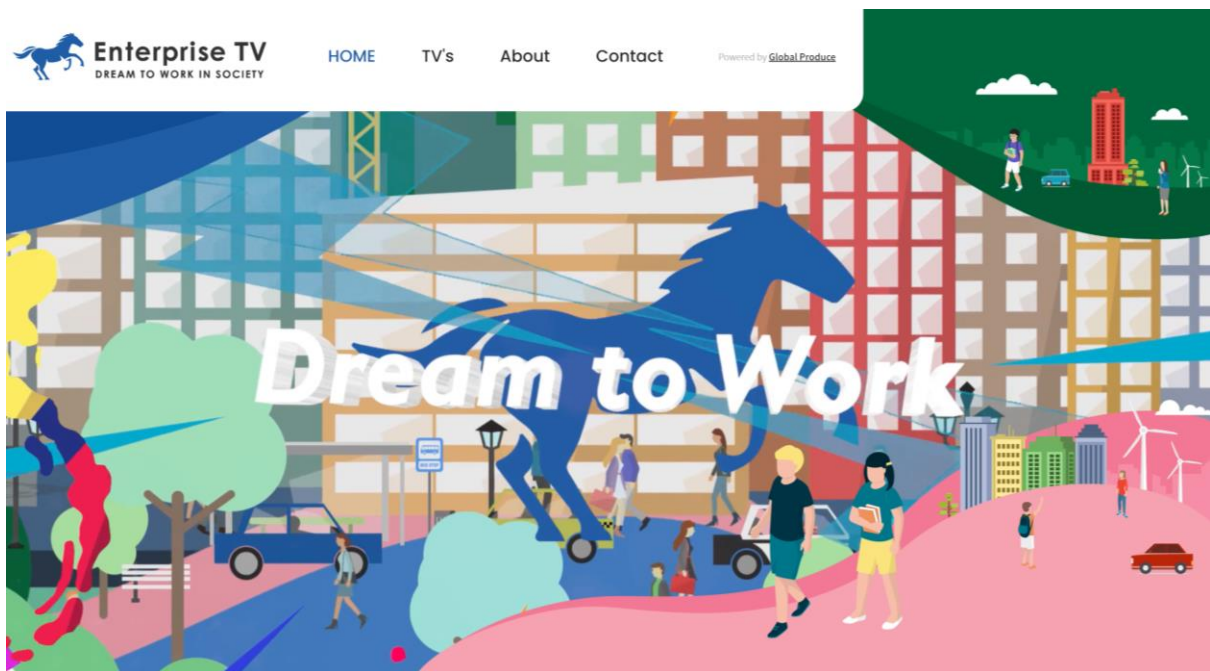 Enterprise TV
DREAM TO WORK IN SOCIETY
HOME TV's About Contact
Powered by Global Produce
Dream to Work